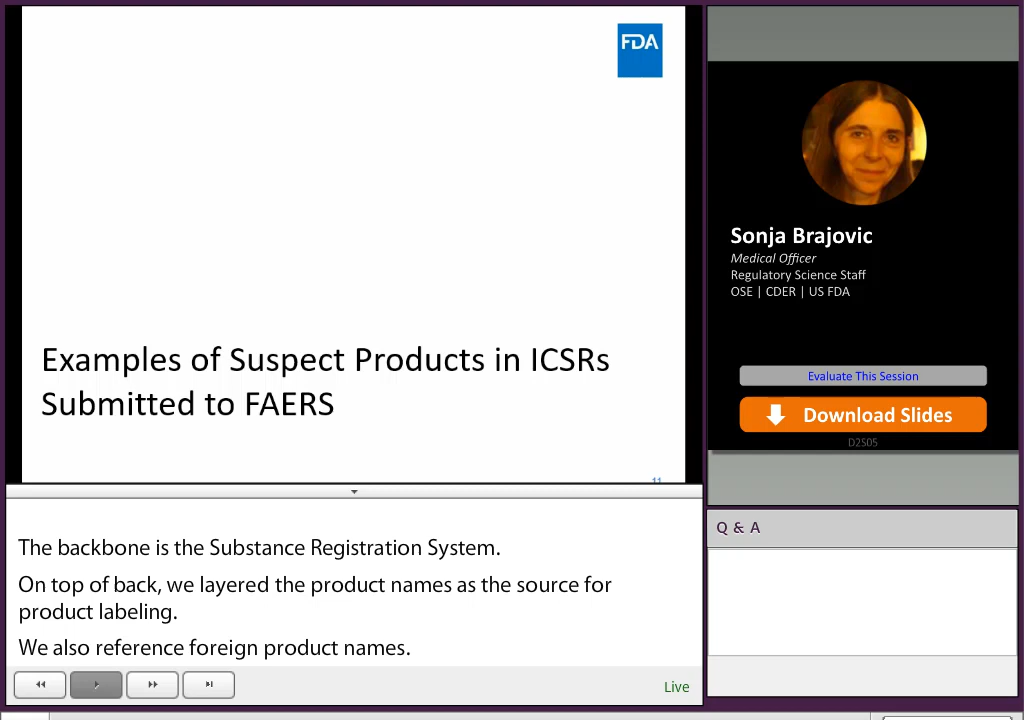 FDA
Examples of Suspect Products in ICSRs
Submitted to FAERS
11
The backbone is the Substance Registration System.
On top of back, we layered the product names as the source for
product labeling.
We also reference foreign product names.
Live
Sonja Brajovic
Medical Officer
Regulatory Science Staff
OSE | CDER | US FDA
Evaluate This Session
Download Slides
D2S05
Q & A